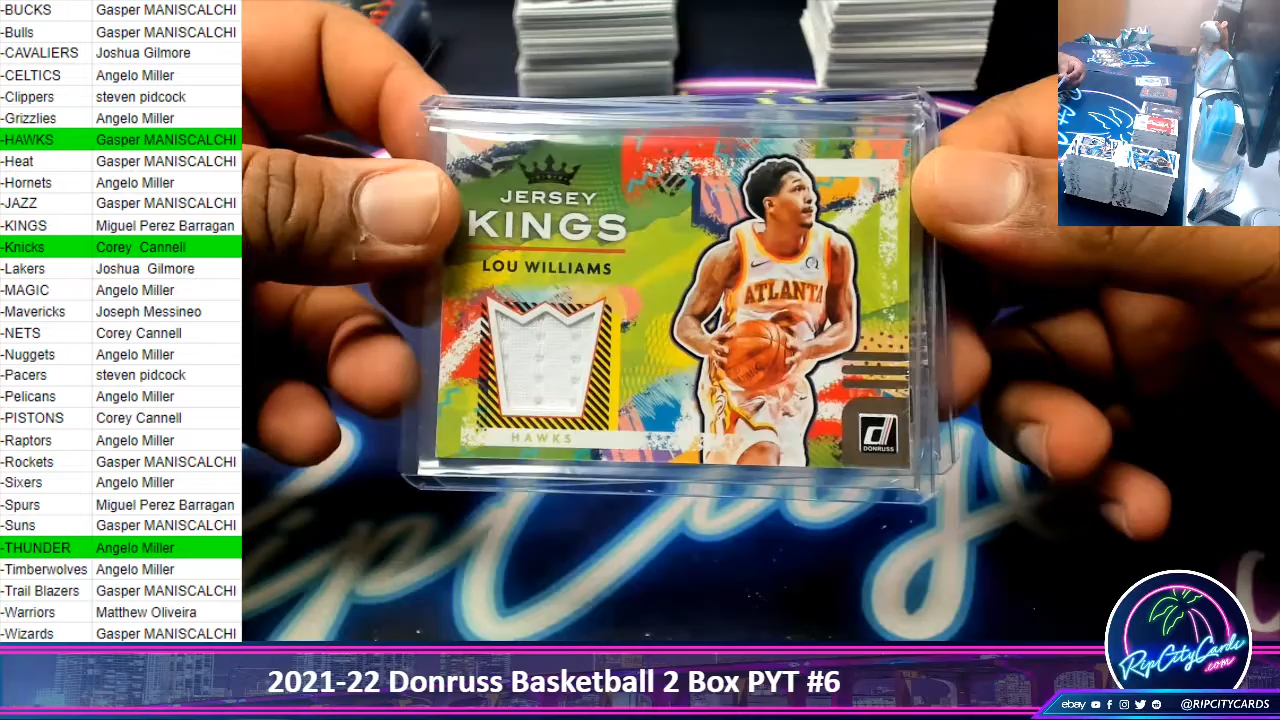 -BUCKS Gasper MANISCALCHI
-Bulls Gasper MANISCALCHI
-CAVALIERS Joshua Gilmore
-CELTICS Angelo Miller
-Clippers steven pidcock
-Grizzlies Angelo Miller
-HAWKS Gasper MANISCALCHI
-Heat Gasper MANISCALCHI
-Hornets Angelo Miller
-JAZZ Gasper MANISCALCHI
-KINGS Miguel Perez Barragan
-Knicks Corey Cannell
-Lakers Joshua Gilmore
-MAGIC Angelo Miller
-Mavericks Joseph Messineo
-NETS Corey Cannell
-Nuggets Angelo Miller
-Pacers steven pidcock
-Pelicans Angelo Miller
-PISTONS Corey Cannell
-Raptors Angelo Miller
-Rockets Gasper MANISCALCHI
-Sixers Angelo Miller
-Spurs Miguel Perez Barragan
-Suns Gasper MANISCALCHI
-THUNDER Angelo Miller
-Timberwolves Angelo Miller
-Trail Blazers Gasper MANISCALCHI
-Warriors Matthew Oliveira
-Wizards Gasper MANISCALCHI
JERSEY
KINGS
LOU WILLIAMS
HAWKS
ATLANTA
d
DONRUSS
RipCity
RipCityCards
.com
2021-22 Donruss Basketball 2 Box PYT #6
ebay @RIPCITYCARDS